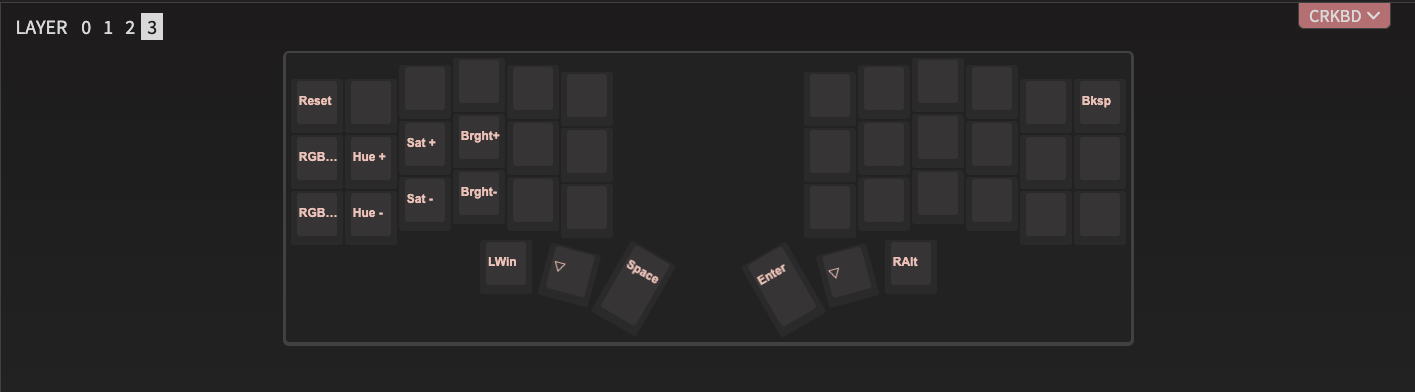 LAYER 0 1 2 3
CRKBD
Reset
Bksp
RGB... Hue + Sat + Brght+
RGB... Hue - Sat - Brght-
LWin ▽ Space Enter ▽ RAlt